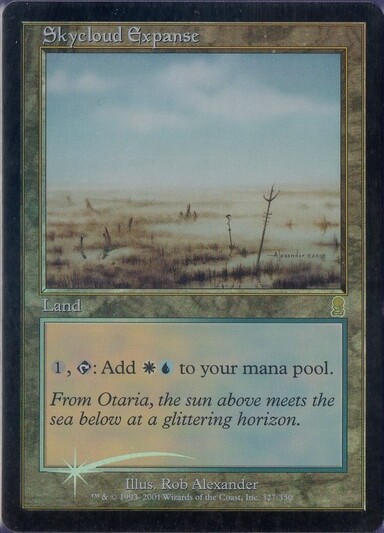 Skycloud Expanse
Alexander
Land
1, : Add to your mana pool.
From Otaria, the sun above meets the
sea below at a glittering horizon.
Illus. Rob Alexander
™ & © 1993-2001 Wizards of the Coast, Inc. 327/350